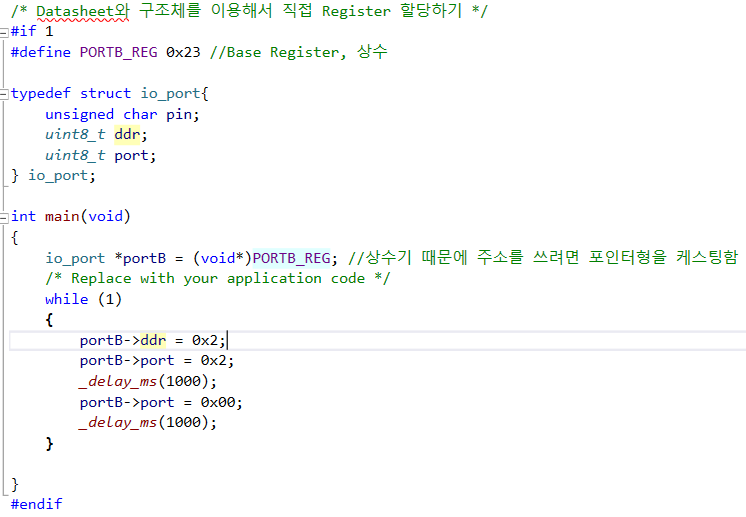 /* Datasheet와 구조체를 이용해서 직접 Register 할당하기 */
#if 1
#define PORTB_REG 0x23 //Base Register, 상수
typedef struct io_port{
unsigned char pin;
uint8_t ddr;
uint8_t port;
} io_port;
int main(void)
{
io_port *portB = (void*)PORTB_REG; //상수기 때문에 주소를 쓰려면 포인터형을 케스팅함
/* Replace with your application code */
while (1)
{
portB->ddr = 0x2;
portB->port = 0x2;
_delay_ms(1000);
portB->port = 0x00;
_delay_ms(1000);
}
}
#endif